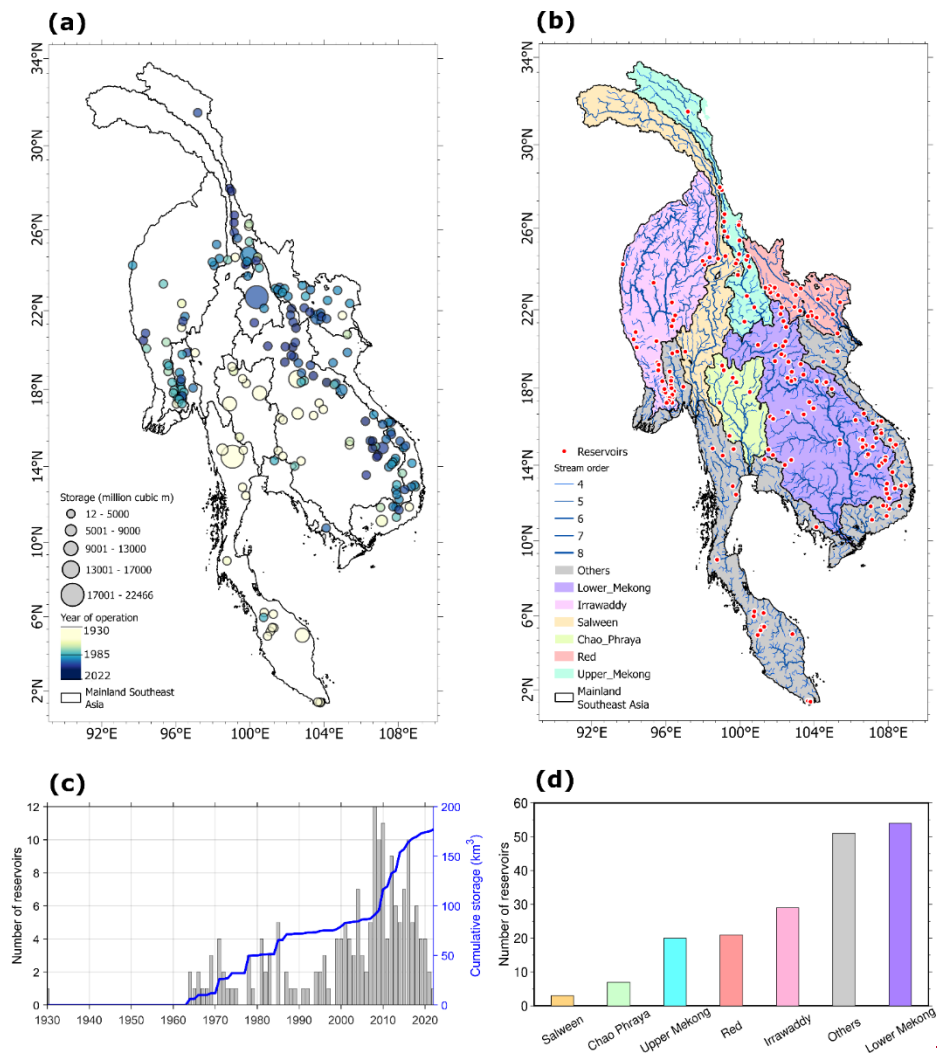 (a)
34°N
30°N
26°N
22°N
18°N
14°N
10°N
6°N
2°N
92°E
96°E
100°E
104°E
108°E
Storage (million cubic m)
12 - 5000
5001 - 9000
9001 - 13000
13001 - 17000
17001 - 22466
Year of operation
1930
1985
2022
Mainland Southeast
Asia
(b)
34°N
30°N
26°N
22°N
18°N
14°N
10°N
6°N
2°N
92°E
96°E
100°E
104°E
108°E
Reservoirs
Stream order
4
5
6
7
8
Others
Lower_Mekong
Irrawaddy
Salween
Chao_Phraya
Red
Upper_Mekong
Mainland
Southeast Asia
(c)
Number of reservoirs
12
10
8
6
4
2
0
1930
1940
1950
1960
1970
1980
1990
2000
2010
2020
200
150
100
50
0
Cumulative storage (km³)
(d)
Number of reservoirs
60
50
40
30
20
10
0
Salween
Chao Phraya
Upper Mekong
Red
Irrawaddy
Others
Lower Mekong